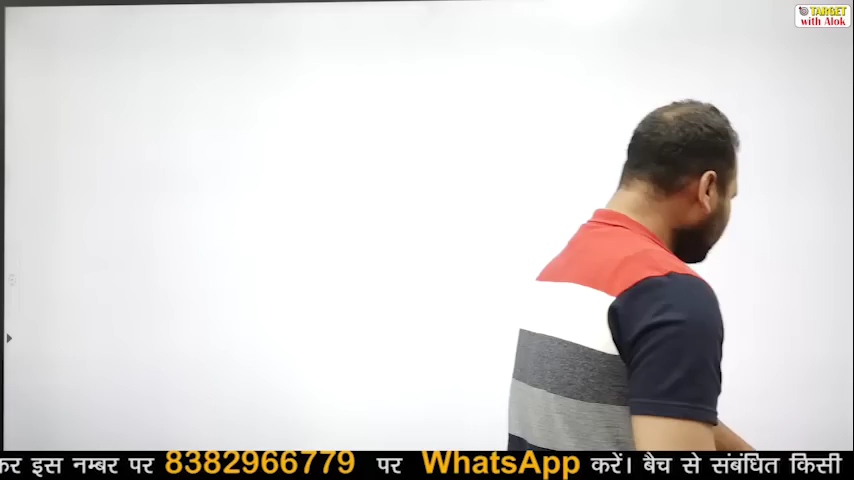 TARGET
with Alok
कर इस नम्बर पर 8382966779 पर WhatsApp करें। बैच से संबंधित किसी